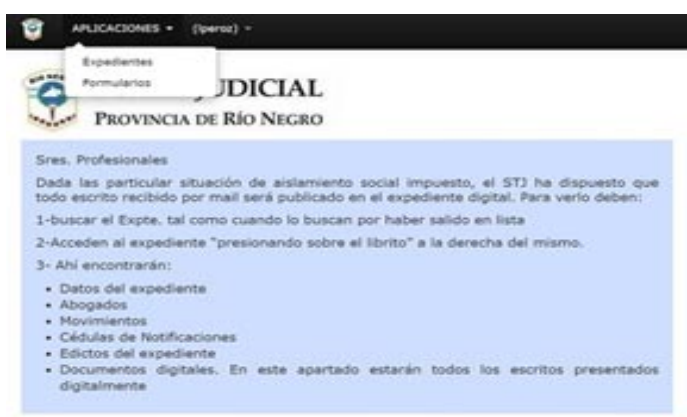 APLICACIONES (lperoz)
Expedientes
Formularios
RIO NEG
UDICIAL
PROVINCIA DE RÍO NEGRO
Sres. Profesionales
Dada las particular situación de aislamiento social impuesto, el STJ ha dispuesto que
todo escrito recibido por mail será publicado en el expediente digital. Para verlo deben:
1-buscar el Expte. tal como cuando lo buscan por haber salido en lista
2-Acceden al expediente "presionando sobre el librito" a la derecha del mismo.
3- Ahí encontrarán:
• Datos del expediente
• Abogados
• Movimientos
• Cédulas de Notificaciones
• Edictos del expediente
• Documentos digitales. En este apartado estarán todos los escritos presentados
digitalmente